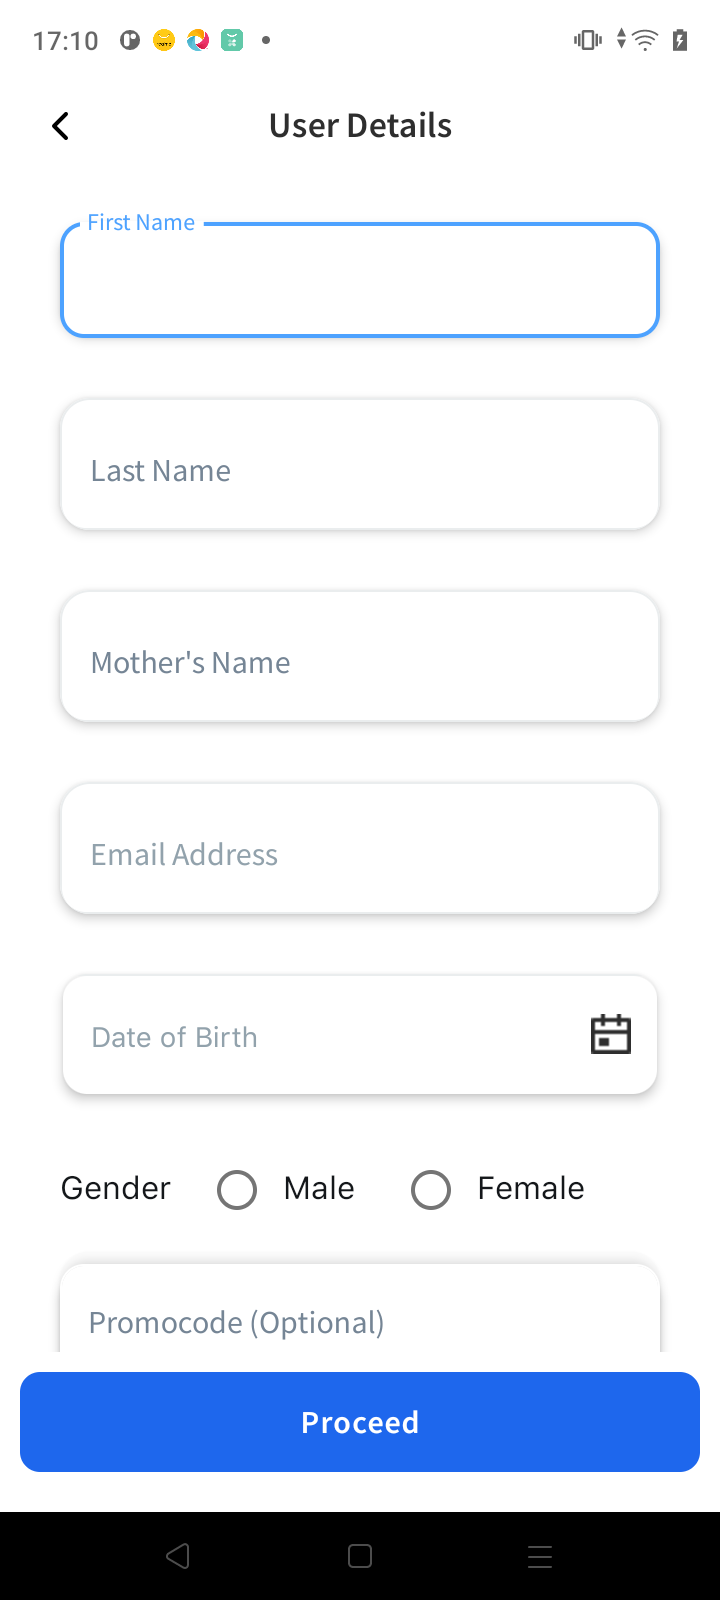 17:10
User Details
First Name
Last Name
Mother's Name
Email Address
Date of Birth
Gender Male Female
Promocode (Optional)
Proceed